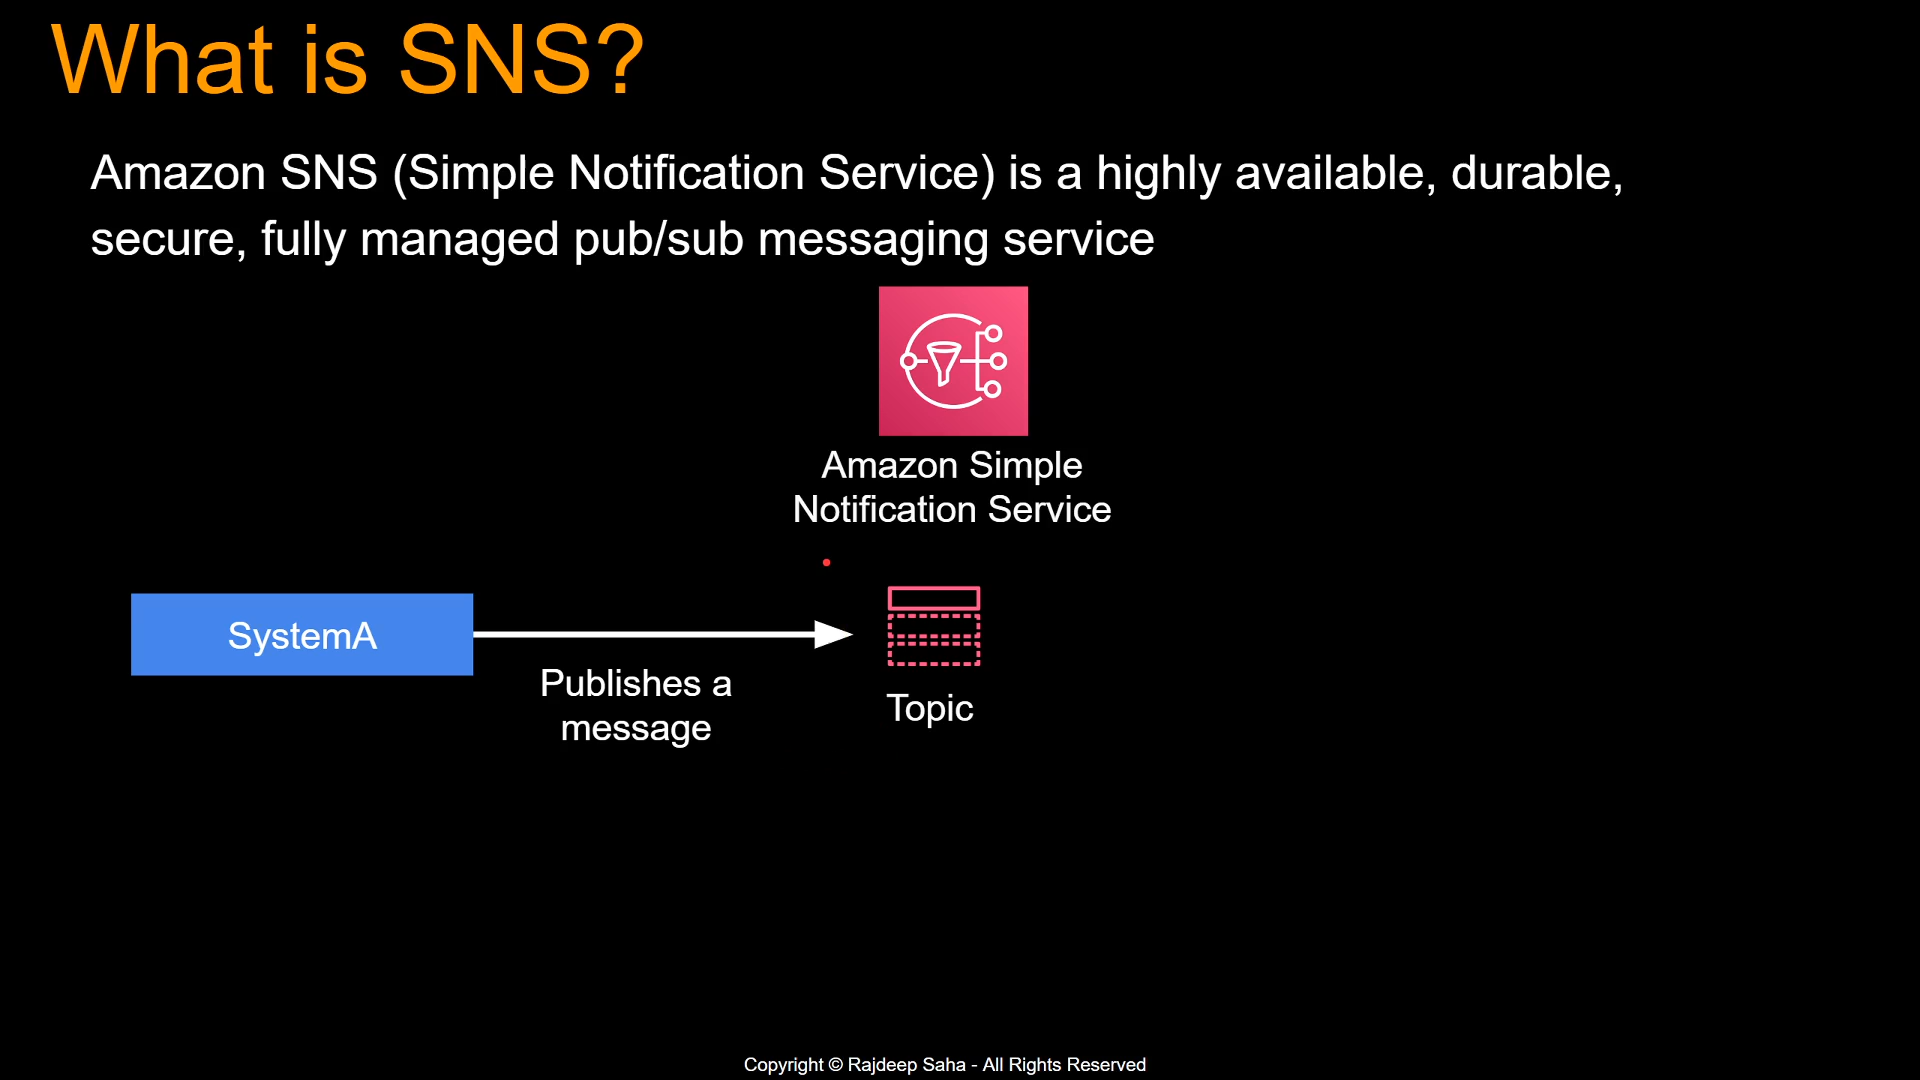 What is SNS?
Amazon SNS (Simple Notification Service) is a highly available, durable,
secure, fully managed pub/sub messaging service
Amazon Simple
Notification Service
SystemA
Publishes a
message
Topic
Copyright © Rajdeep Saha - All Rights Reserved